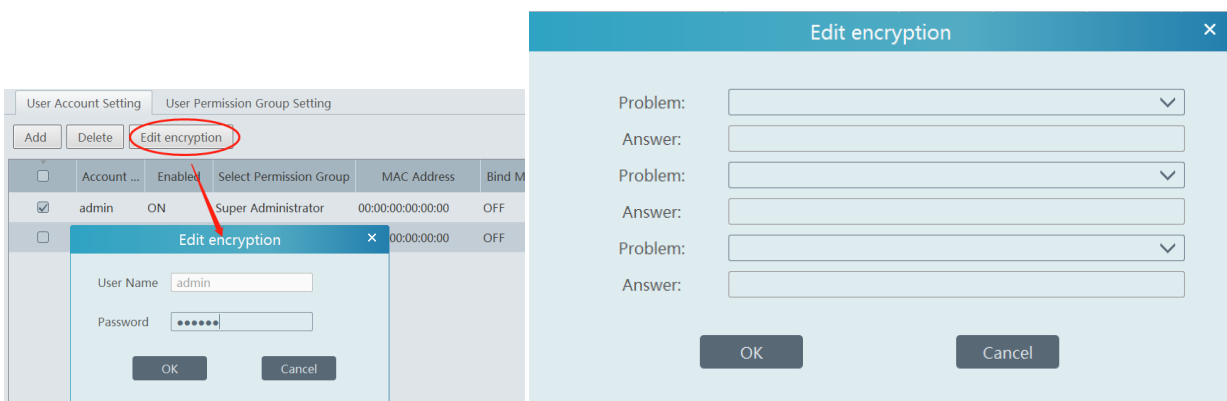 User Account Setting User Permission Group Setting
Add Delete Edit encryption
Account ... Enabled Select Permission Group MAC Address Bind M
admin ON Super Administrator 00:00:00:00:00:00 OFF
00:00:00:00 OFF
Edit encryption
User Name admin
Password ●●●●●●
OK Cancel
Edit encryption
Problem:
Answer:
Problem:
Answer:
Problem:
Answer:
OK Cancel